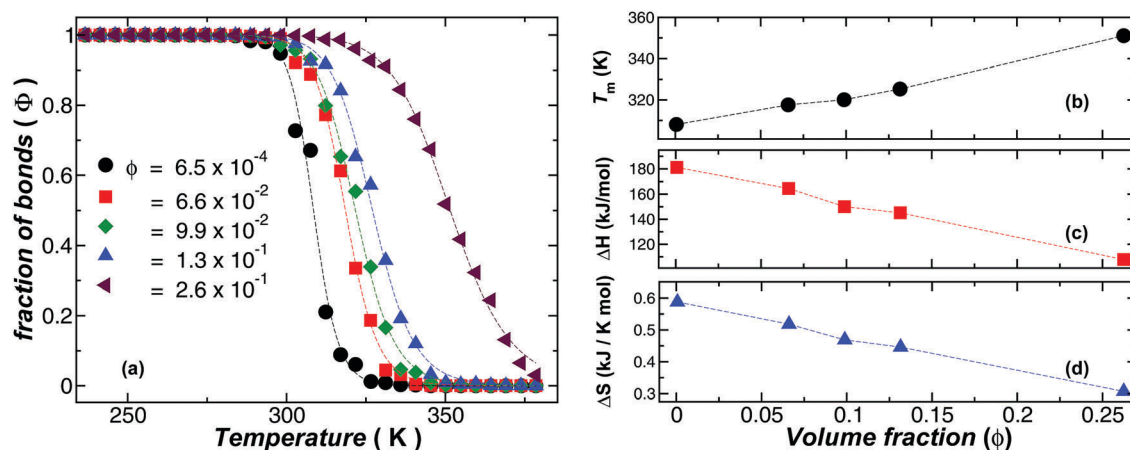 fraction of bonds ( Φ )
1
0.8
0.6
0.4
0.2
0
ϕ = 6.5 x 10⁻⁴
= 6.6 x 10⁻²
= 9.9 x 10⁻²
= 1.3 x 10⁻¹
= 2.6 x 10⁻¹
(a)
250 300 350
Temperature ( K )
Tₘ (K)
360
340
320
(b)
ΔH (kJ/mol)
180
160
140
120
(c)
ΔS (kJ / K mol)
0.6
0.5
0.4
0.3
(d)
0 0.05 0.1 0.15 0.2 0.25
Volume fraction (ϕ)